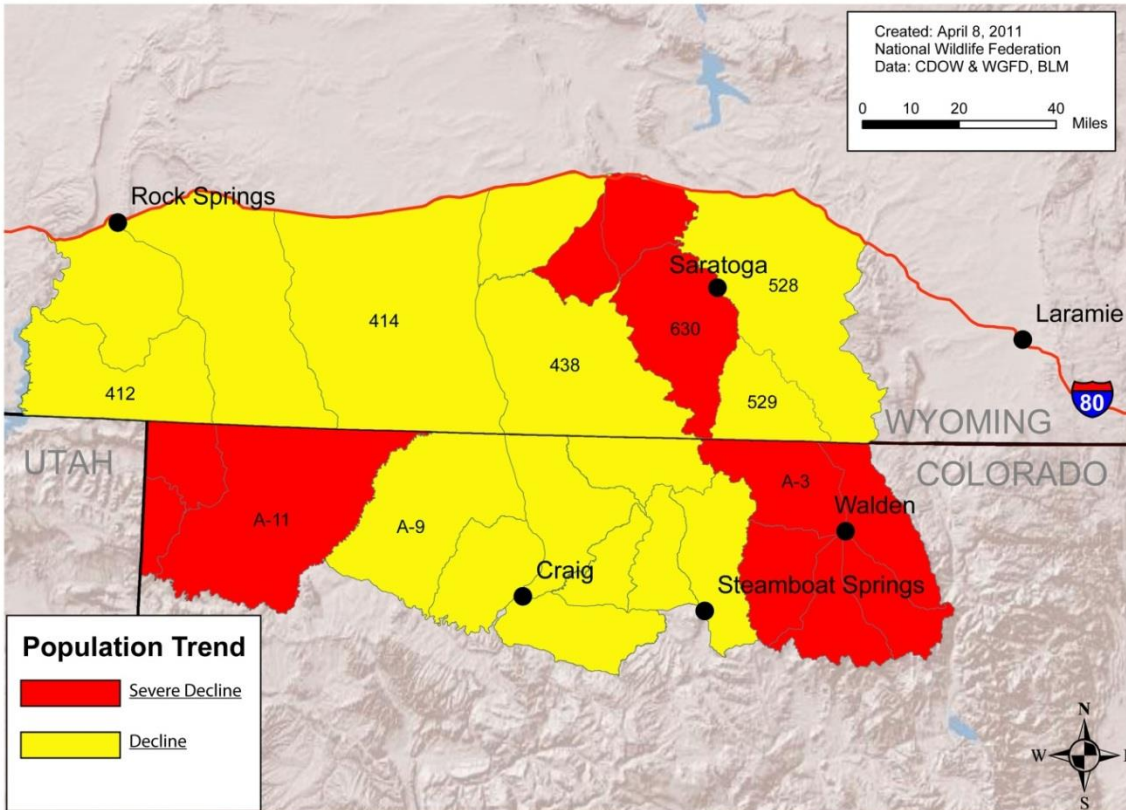 Created: April 8, 2011
National Wildlife Federation
Data: CDOW & WGFD, BLM
0 10 20 40 Miles
Rock Springs
Saratoga
528
414
630
Laramie
438
412
529
80
WYOMING
UTAH
COLORADO
A-3
Walden
A-11
A-9
Craig
Steamboat Springs
Population Trend
Severe Decline
Decline
N
W E
S